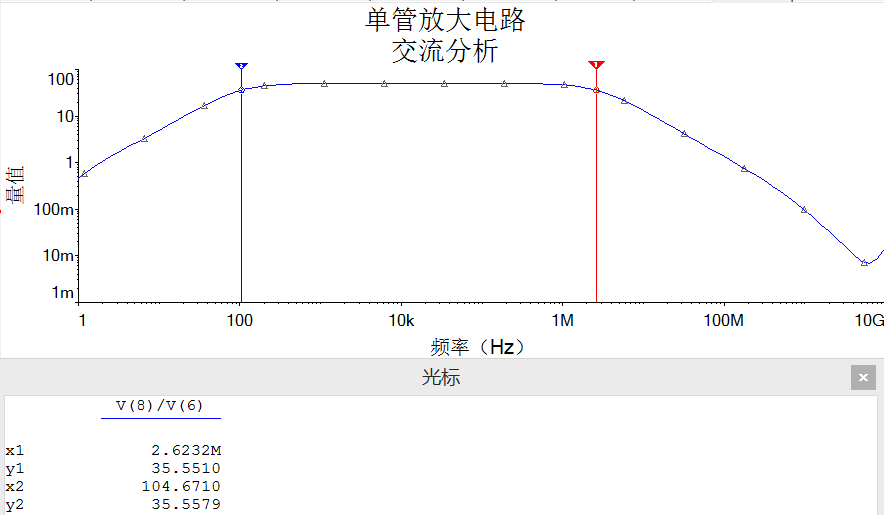 单管放大电路
交流分析
2
1
100
10
1
100m
10m
1m
量值
1 100 10k 1M 100M 10G
频率（Hz）
光标
V(8)/V(6)
x1 2.6232M
y1 35.5510
x2 104.6710
y2 35.5579